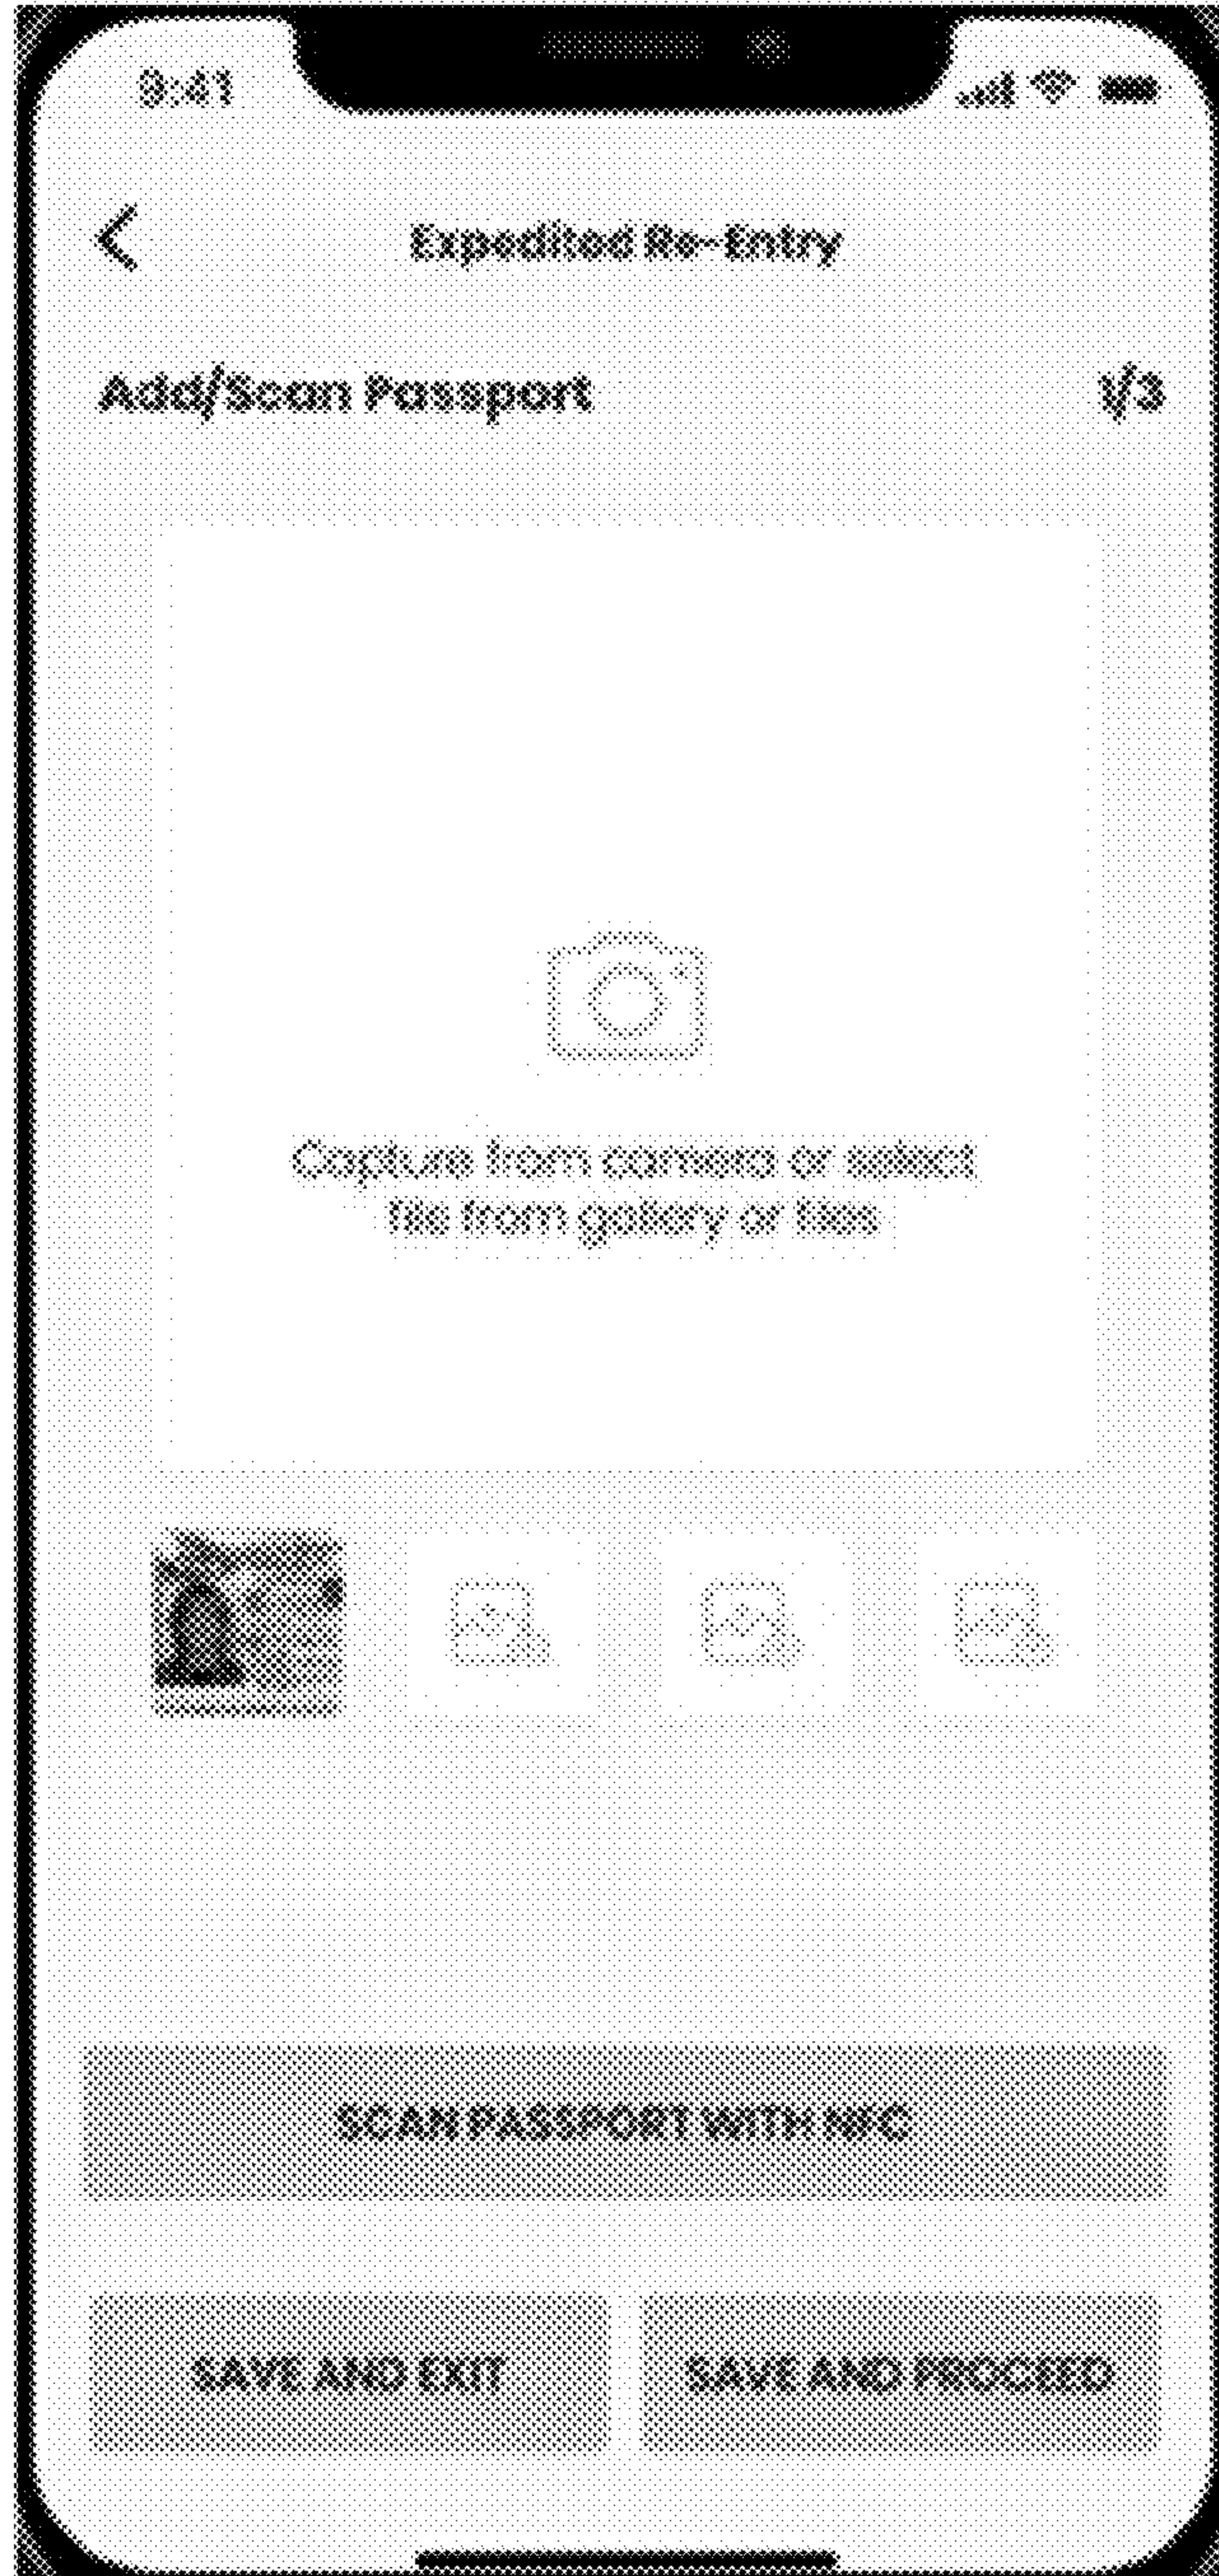 9:41
Expedited Re-Entry
Add/Scan Passport
1/3
Capture from camera or select
file from gallery or files
SCAN PASSPORT WITH NFC
SAVE AND EXIT
SAVE AND PROCEED